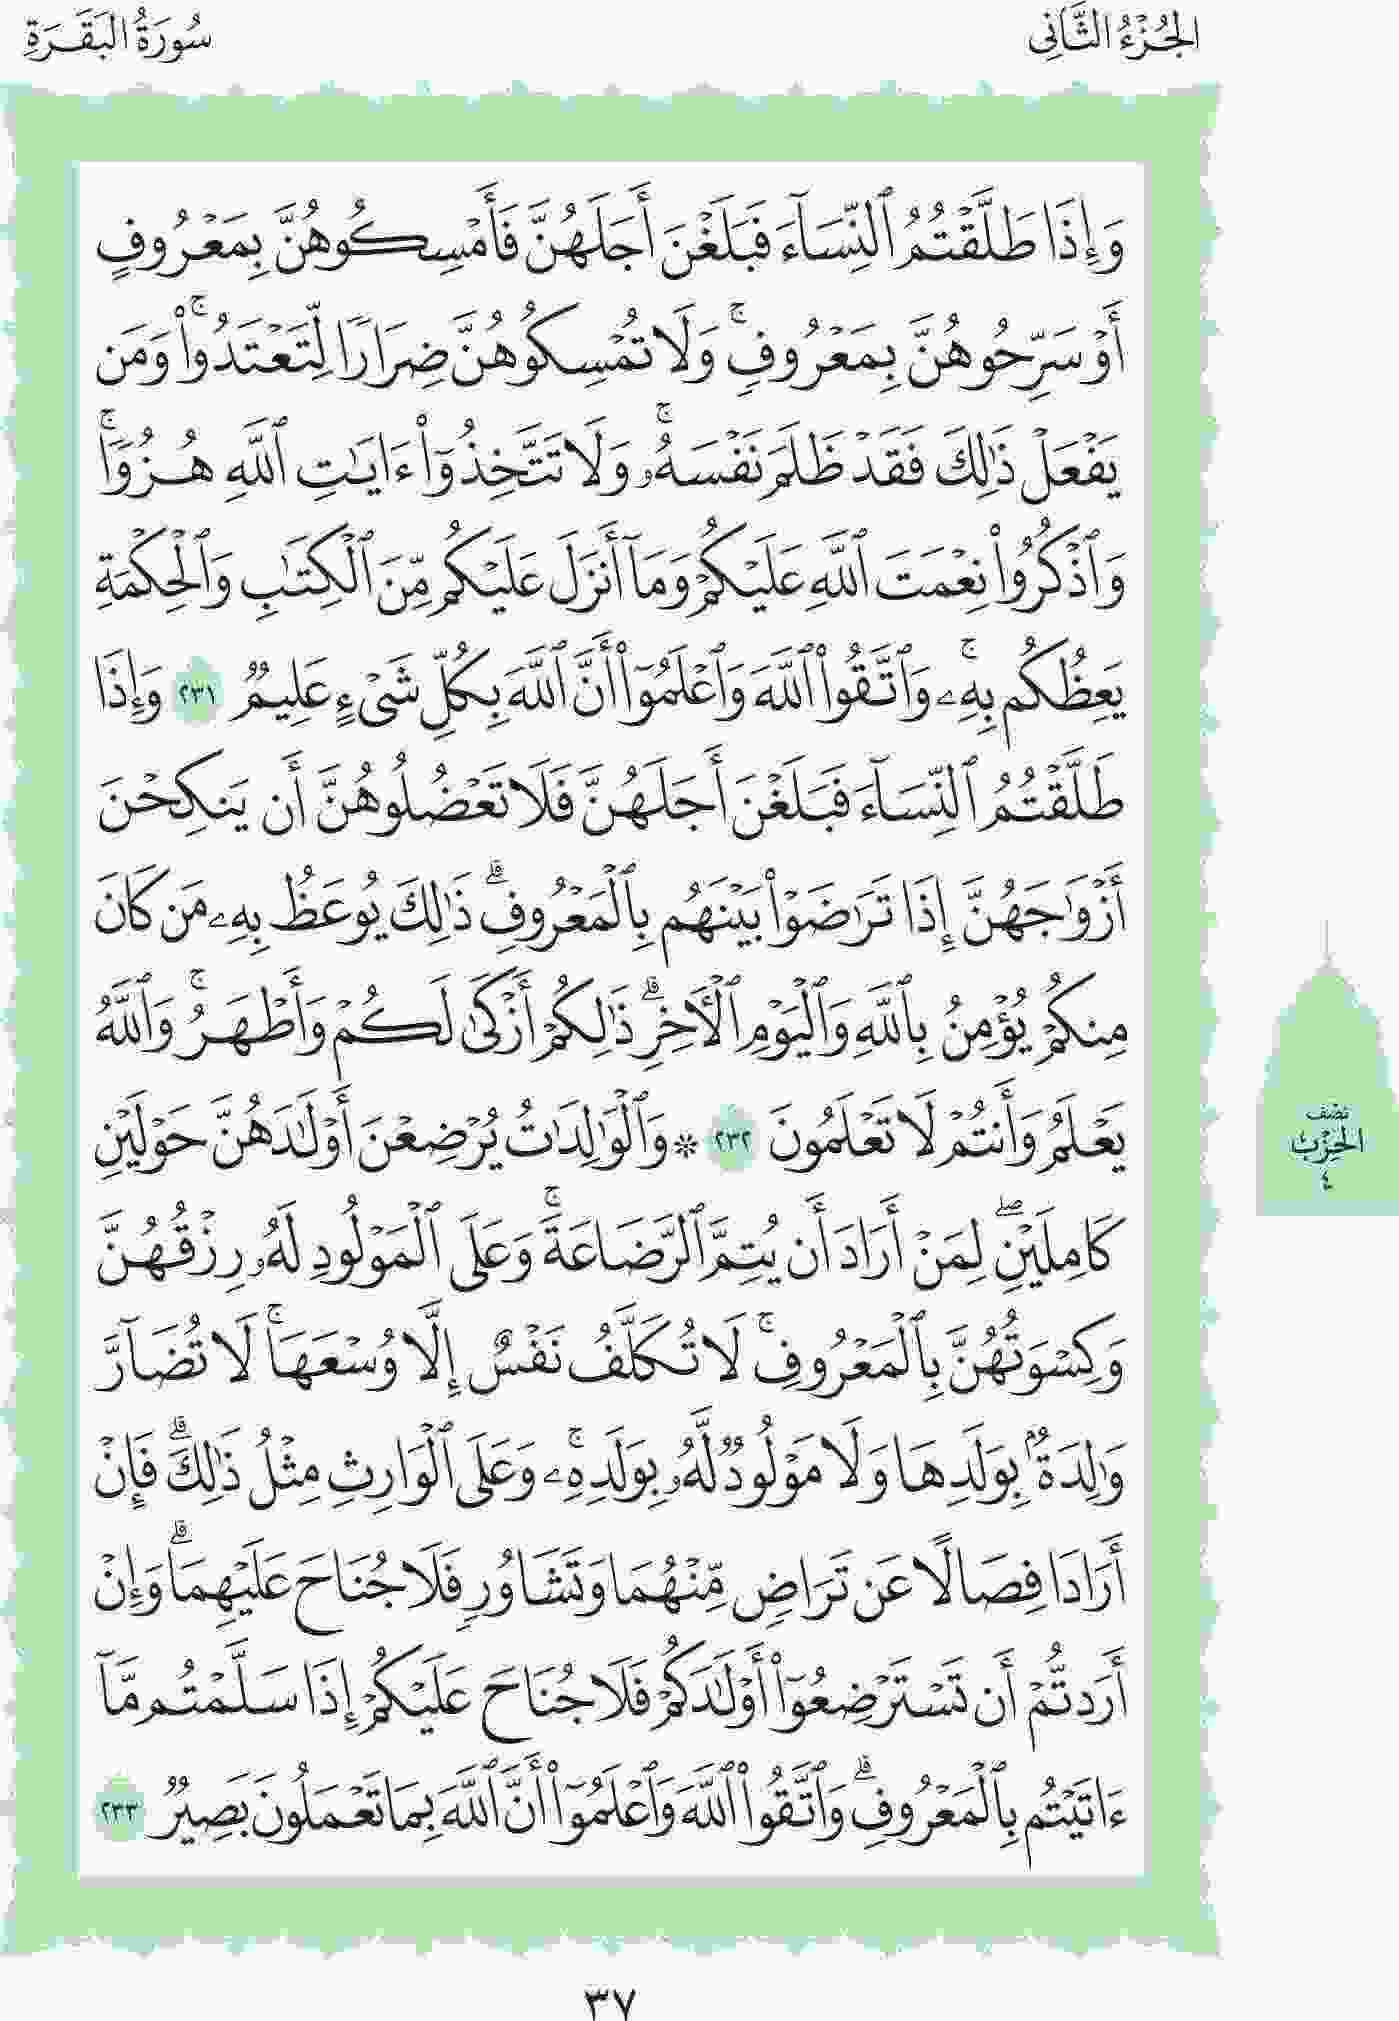 الجُزْءُ الثَّانِي
سُورَةُ البَقَرَةِ
وَإِذَا طَلَّقْتُمُ ٱلنِّسَآءَ فَبَلَغْنَ أَجَلَهُنَّ فَأَمْسِكُوهُنَّ بِمَعْرُوفٍ
أَوْ سَرِّحُوهُنَّ بِمَعْرُوفٖۚ وَلَا تُمْسِكُوهُنَّ ضِرَارٗا لِّتَعْتَدُواْۚ وَمَن
يَفْعَلْ ذَٰلِكَ فَقَدْ ظَلَمَ نَفْسَهُۥۚ وَلَا تَتَّخِذُوٓاْ ءَايَٰتِ ٱللَّهِ هُزُوٗاۚ
وَٱذْكُرُواْ نِعْمَتَ ٱللَّهِ عَلَيْكُمْ وَمَآ أَنزَلَ عَلَيْكُم مِّنَ ٱلْكِتَٰبِ وَٱلْحِكْمَةِ
يَعِظُكُم بِهِۦۚ وَٱتَّقُواْ ٱللَّهَ وَٱعْلَمُوٓاْ أَنَّ ٱللَّهَ بِكُلِّ شَيْءٍ عَلِيمٞ ٢٣١ وَإِذَا
طَلَّقْتُمُ ٱلنِّسَآءَ فَبَلَغْنَ أَجَلَهُنَّ فَلَا تَعْضُلُوهُنَّ أَن يَنكِحْنَ
أَزْوَٰجَهُنَّ إِذَا تَرَٰضَوْاْ بَيْنَهُم بِٱلْمَعْرُوفِۗ ذَٰلِكَ يُوعَظُ بِهِۦ مَن كَانَ
مِنكُمْ يُؤْمِنُ بِٱللَّهِ وَٱلْيَوْمِ ٱلْأٓخِرِۗ ذَٰلِكُمْ أَزْكَىٰ لَكُمْ وَأَطْهَرُۚ وَٱللَّهُ
يَعْلَمُ وَأَنتُمْ لَا تَعْلَمُونَ ٢٣٢ ۞ وَٱلْوَٰلِدَٰتُ يُرْضِعْنَ أَوْلَٰدَهُنَّ حَوْلَيْنِ
كَامِلَيْنِۖ لِمَنْ أَرَادَ أَن يُتِمَّ ٱلرَّضَاعَةَۚ وَعَلَى ٱلْمَوْلُودِ لَهُۥ رِزْقُهُنَّ
وَكِسْوَتُهُنَّ بِٱلْمَعْرُوفِۚ لَا تُكَلَّفُ نَفْسٌ إِلَّا وُسْعَهَاۚ لَا تُضَآرَّ
وَٰلِدَةُۢ بِوَلَدِهَا وَلَا مَوْلُودٞ لَّهُۥ بِوَلَدِهِۦۚ وَعَلَى ٱلْوَارِثِ مِثْلُ ذَٰلِكَۗ فَإِنْ
أَرَادَا فِصَالًا عَن تَرَاضٖ مِّنْهُمَا وَتَشَاوُرٖ فَلَا جُنَاحَ عَلَيْهِمَاۗ وَإِنْ
أَرَدتُّمْ أَن تَسْتَرْضِعُوٓاْ أَوْلَٰدَكُمْ فَلَا جُنَاحَ عَلَيْكُمْ إِذَا سَلَّمْتُم مَّآ
ءَاتَيْتُم بِٱلْمَعْرُوفِۗ وَٱتَّقُواْ ٱللَّهَ وَٱعْلَمُوٓاْ أَنَّ ٱللَّهَ بِمَا تَعْمَلُونَ بَصِيرٞ ٢٣٣
نصف
الحزب
٤
٣٧